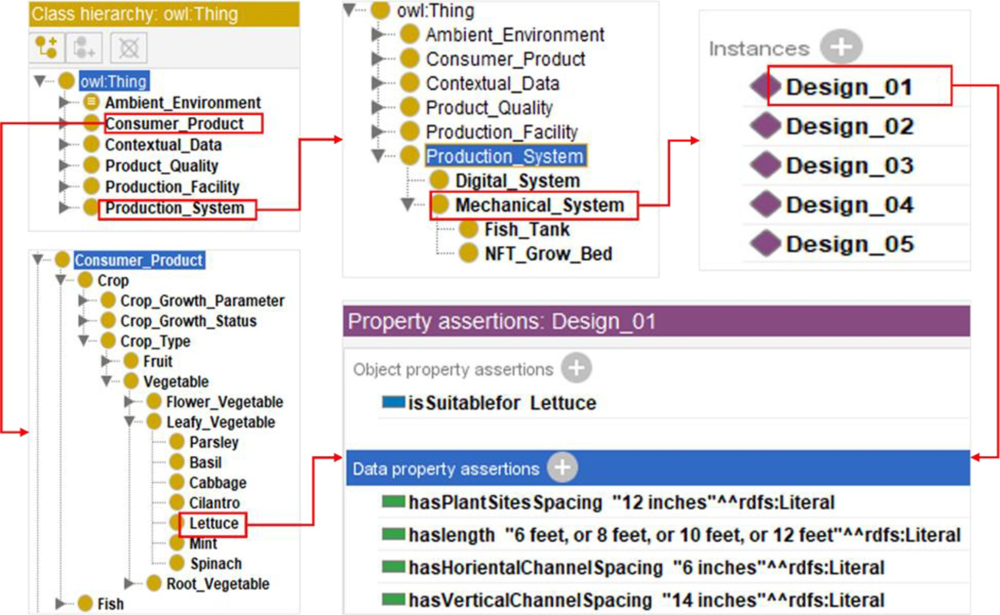 Class hierarchy: owl:Thing
owl:Thing
Ambient_Environment
Consumer_Product
Contextual_Data
Product_Quality
Production_Facility
Production_System
owl:Thing
Ambient_Environment
Consumer_Product
Contextual_Data
Product_Quality
Production_Facility
Production_System
Digital_System
Mechanical_System
Fish_Tank
NFT_Grow_Bed
Instances
Design_01
Design_02
Design_03
Design_04
Design_05
Consumer_Product
Crop
Crop_Growth_Parameter
Crop_Growth_Status
Crop_Type
Fruit
Vegetable
Flower_Vegetable
Leafy_Vegetable
Parsley
Basil
Cabbage
Cilantro
Lettuce
Mint
Spinach
Root_Vegetable
Fish
Property assertions: Design_01
Object property assertions
isSuitablefor Lettuce
Data property assertions
hasPlantSitesSpacing "12 inches"^^rdfs:Literal
haslength "6 feet, or 8 feet, or 10 feet, or 12 feet"^^rdfs:Literal
hasHorientalChannelSpacing "6 inches"^^rdfs:Literal
hasVerticalChannelSpacing "14 inches"^^rdfs:Literal